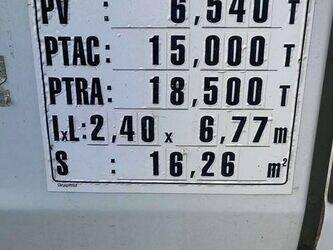 PV : 6,540 T
PTAC : 15,000 T
PTRA : 18,500 T
lxL: 2,40 x 6,77 m
S : 16,26 m²